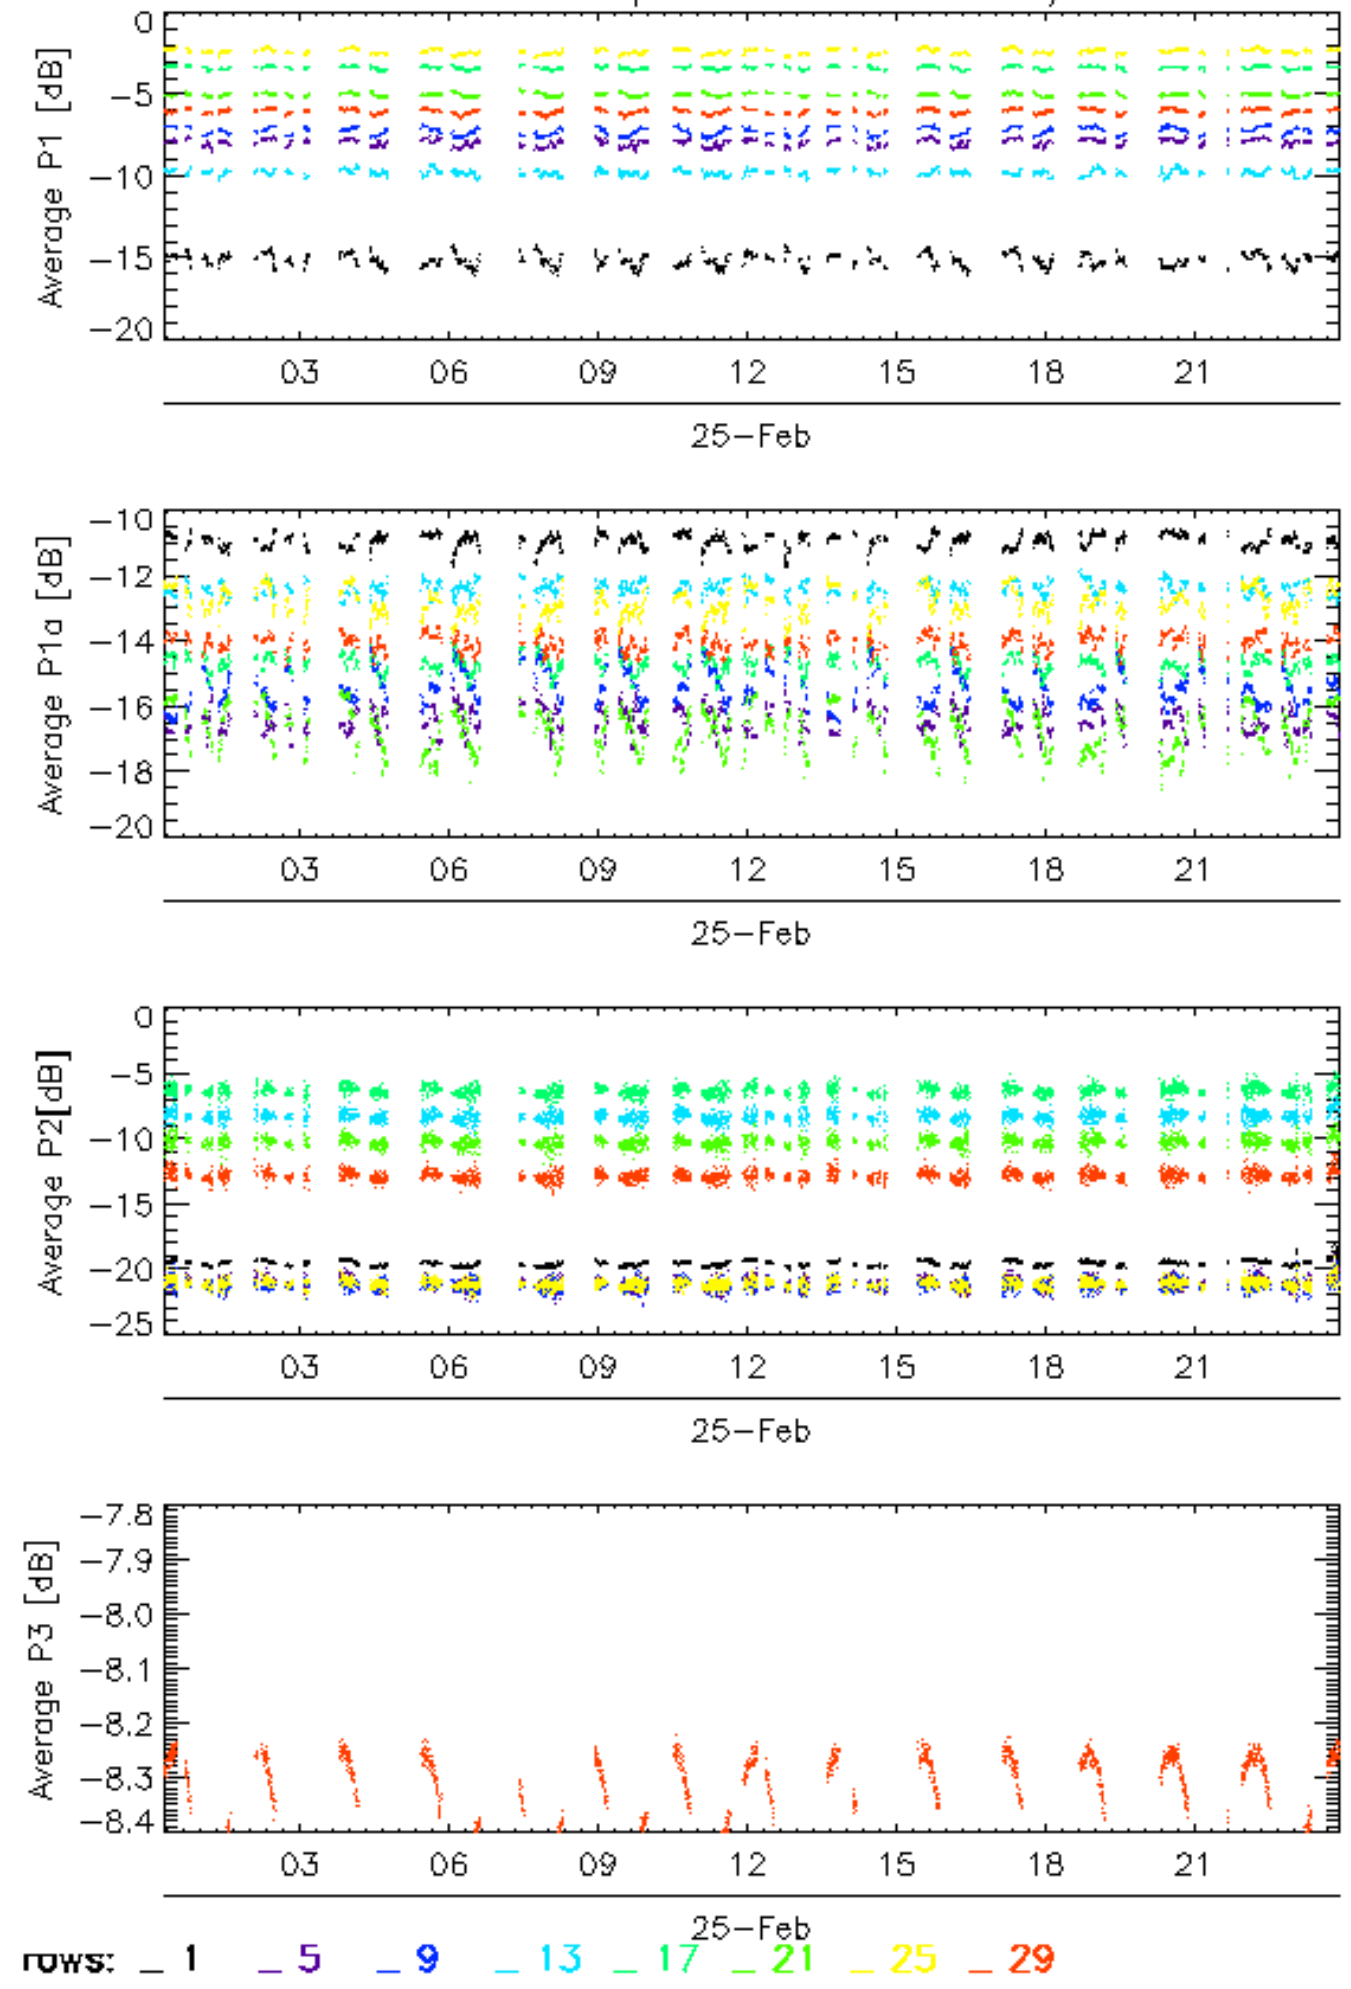 0
−5
−10
−15
−20
Average P1 [dB]
03 06 09 12 15 18 21
25−Feb
−10
−12
−14
−16
−18
−20
Average P1a [dB]
03 06 09 12 15 18 21
25−Feb
0
−5
−10
−15
−20
−25
Average P2[dB]
03 06 09 12 15 18 21
25−Feb
−7.8
−7.9
−8.0
−8.1
−8.2
−8.3
−8.4
Average P3 [dB]
03 06 09 12 15 18 21
25−Feb
rows: _ 1 _ 5 _ 9 _ 13 _ 17 _ 21 _ 25 _ 29